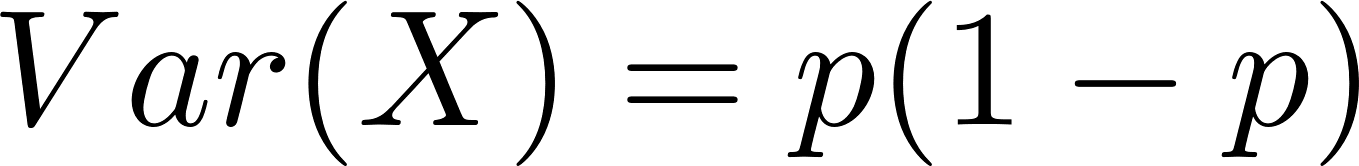 Var(X) = p(1 − p)